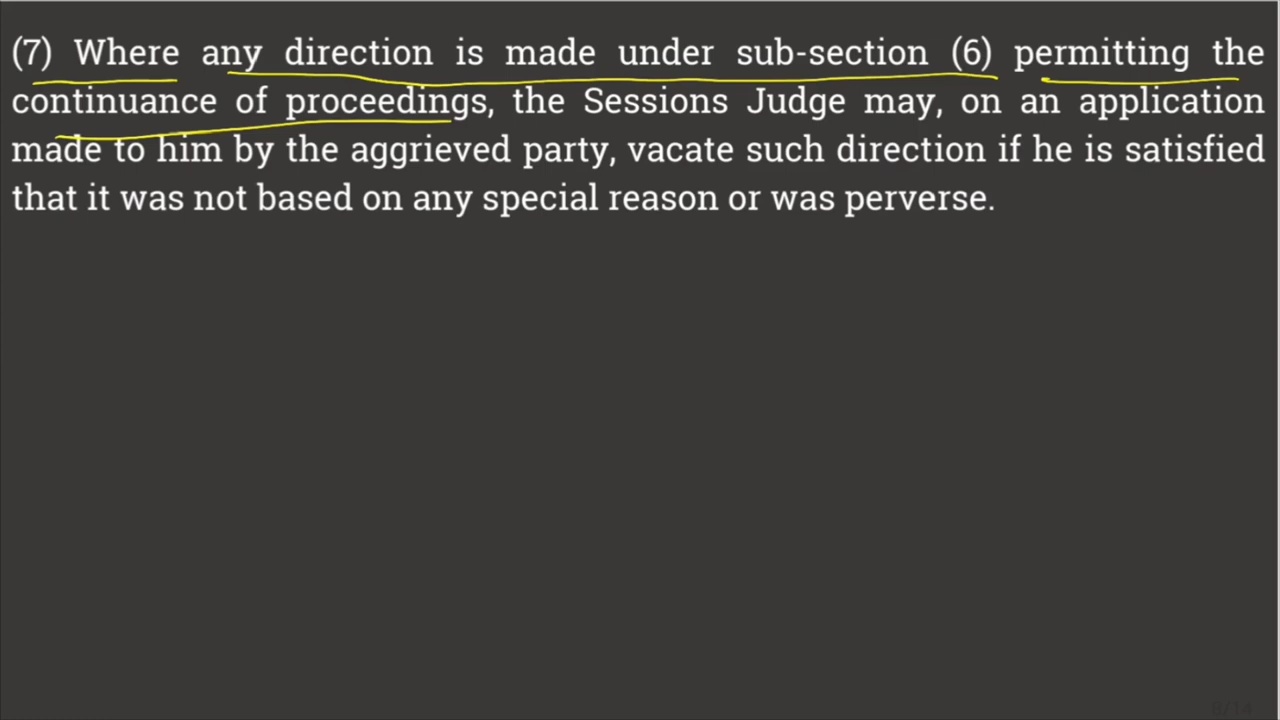 (7) Where any direction is made under sub-section (6) permitting the
continuance of proceedings, the Sessions Judge may, on an application
made to him by the aggrieved party, vacate such direction if he is satisfied
that it was not based on any special reason or was perverse.
8/14